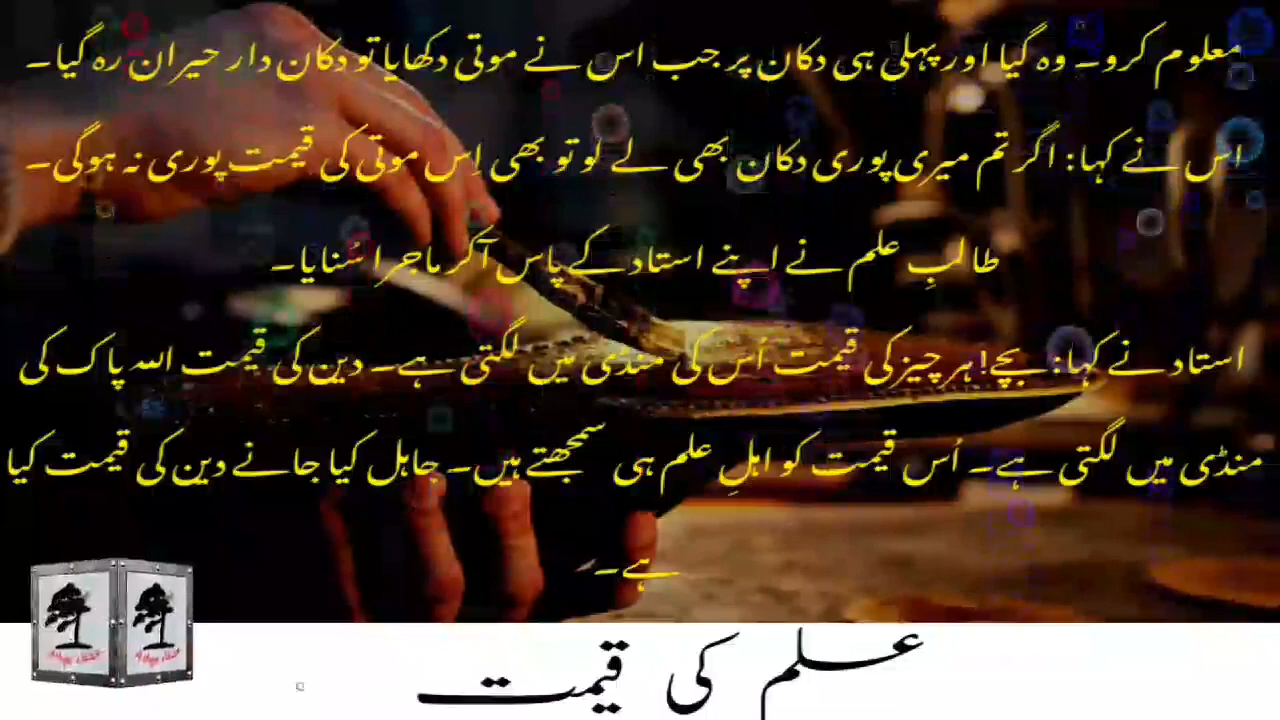 معلوم کرو۔ وہ گیا اور پہلی ہی دکان پر جب اس نے موتی دکھایا تو دکان دار حیران رہ گیا۔
اس نے کہا: اگر تم میری پوری دکان بھی لے لو تو بھی اِس موتی کی قیمت پوری نہ ہوگی۔
طالبِ علم نے اپنے استاد کے پاس آکر ماجرا سُنایا۔
استاد نے کہا: بچے! ہر چیز کی قیمت اُس کی منڈی میں لگتی ہے۔ دین کی قیمت اللہ پاک کی
منڈی میں لگتی ہے۔ اُس قیمت کو اہلِ علم ہی سمجھتے ہیں۔ جاہل کیا جانے دین کی قیمت کیا
ہے۔
علم کی قیمت